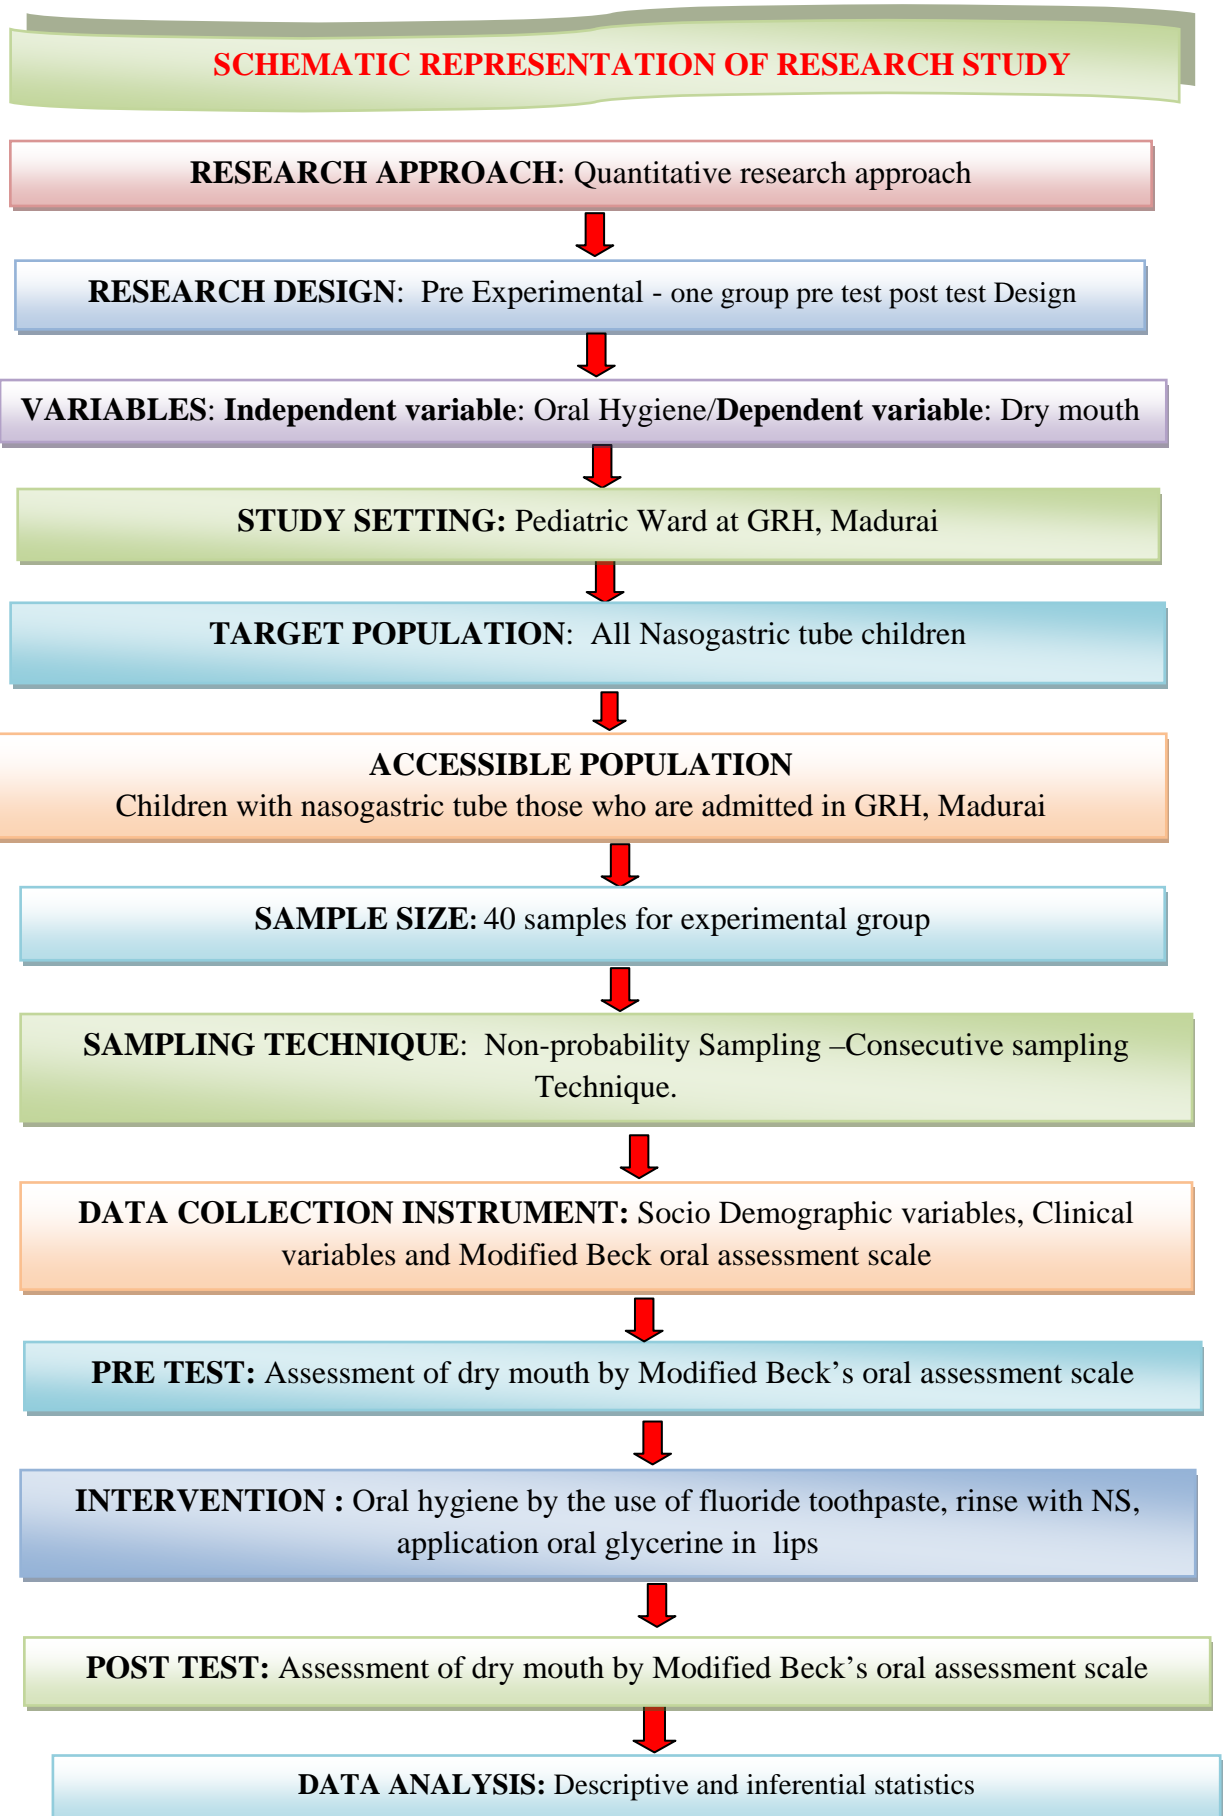 SCHEMATIC REPRESENTATION OF RESEARCH STUDY
RESEARCH APPROACH: Quantitative research approach
RESEARCH DESIGN: Pre Experimental - one group pre test post test Design
VARIABLES: Independent variable: Oral Hygiene/Dependent variable: Dry mouth
STUDY SETTING: Pediatric Ward at GRH, Madurai
TARGET POPULATION: All Nasogastric tube children
ACCESSIBLE POPULATION
Children with nasogastric tube those who are admitted in GRH, Madurai
SAMPLE SIZE: 40 samples for experimental group
SAMPLING TECHNIQUE: Non-probability Sampling –Consecutive sampling
Technique.
DATA COLLECTION INSTRUMENT: Socio Demographic variables, Clinical
variables and Modified Beck oral assessment scale
PRE TEST: Assessment of dry mouth by Modified Beck’s oral assessment scale
INTERVENTION : Oral hygiene by the use of fluoride toothpaste, rinse with NS,
application oral glycerine in lips
POST TEST: Assessment of dry mouth by Modified Beck’s oral assessment scale
DATA ANALYSIS: Descriptive and inferential statistics